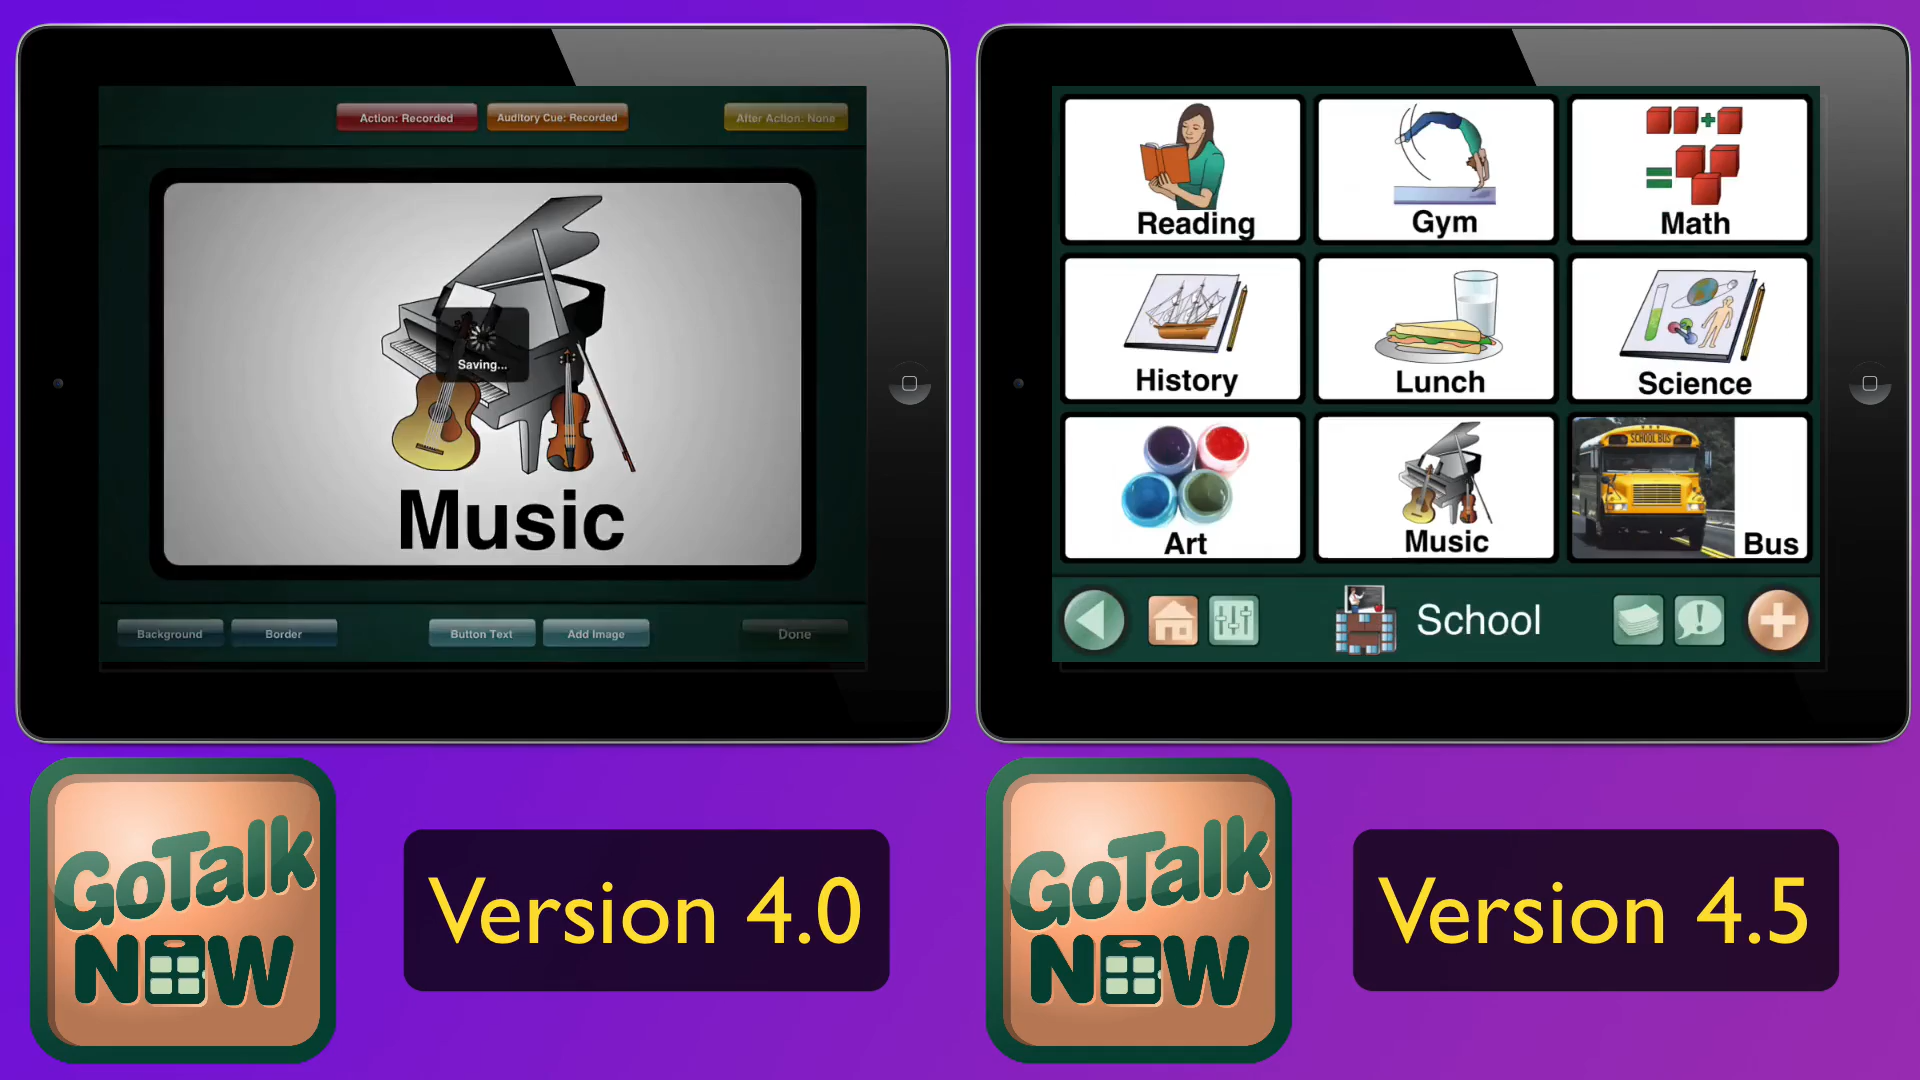 Action: Recorded
Auditory Cue: Recorded
After Action: None
Saving...
Music
Background
Border
Button Text
Add Image
Done
Reading
Gym
Math
History
Lunch
Science
Art
Music
SCHOOL BUS
Bus
School
GoTalk
NOW
Version 4.0
GoTalk
NOW
Version 4.5